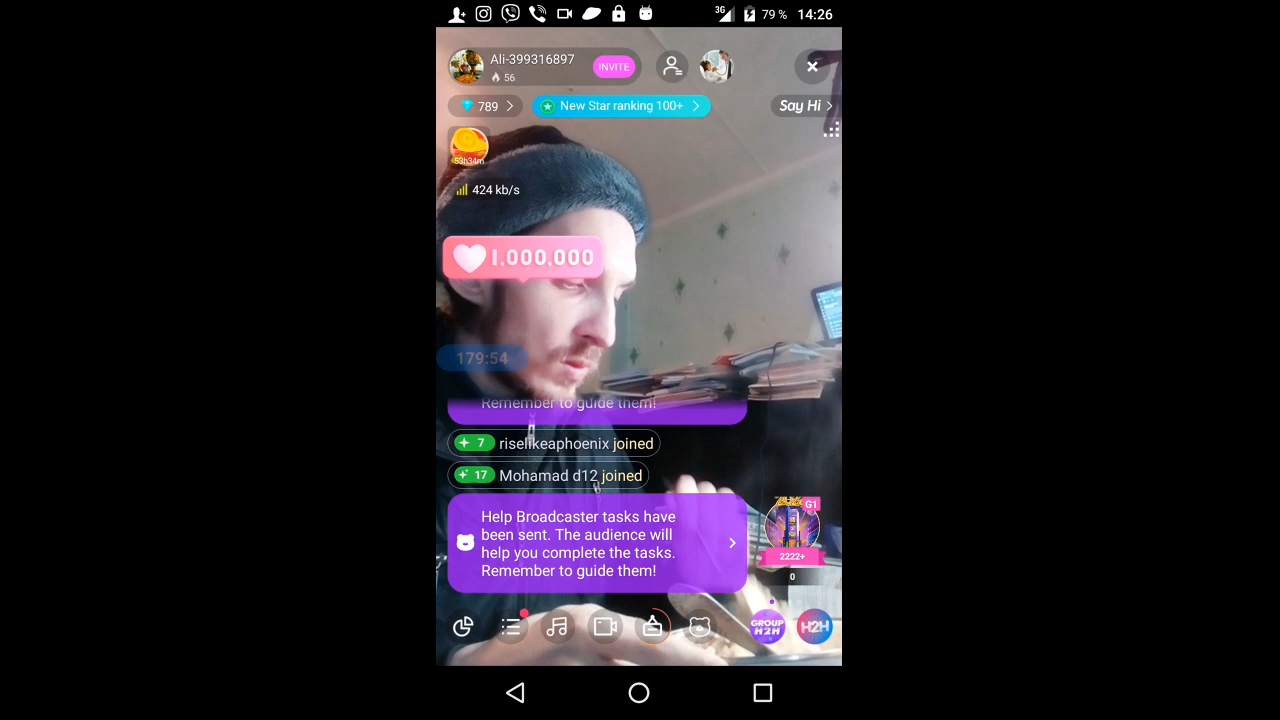 3G
79 %
14:26
Ali-399316897
56
INVITE
789
New Star ranking 100+
Say Hi
53h34m
424 kb/s
1,000,000
179:54
Remember to guide them!
7 riselikeaphoenix joined
17 Mohamad d12 joined
Help Broadcaster tasks have
been sent. The audience will
help you complete the tasks.
Remember to guide them!
G1
2222+
0
GROUP
H2H
H2H